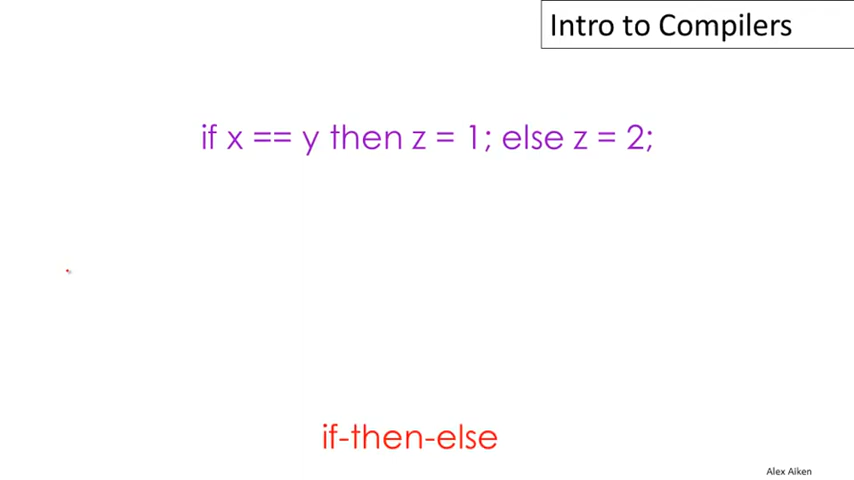 Intro to Compilers
if x == y then z = 1; else z = 2;
if-then-else
Alex Aiken